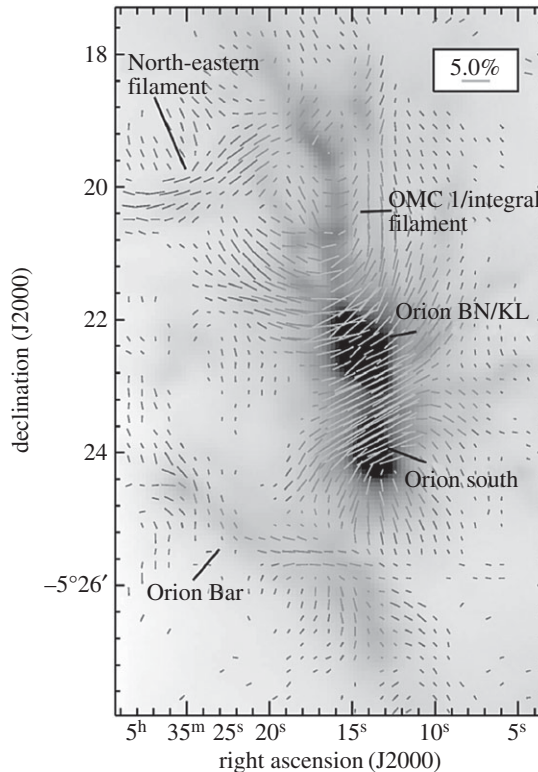 18
20
22
24
–5°26′
declination (J2000)
5.0%
North-eastern
filament
OMC 1/integral
filament
Orion BN/KL
Orion south
Orion Bar
5ʰ 35ᵐ 25ˢ 20ˢ 15ˢ 10ˢ 5ˢ
right ascension (J2000)